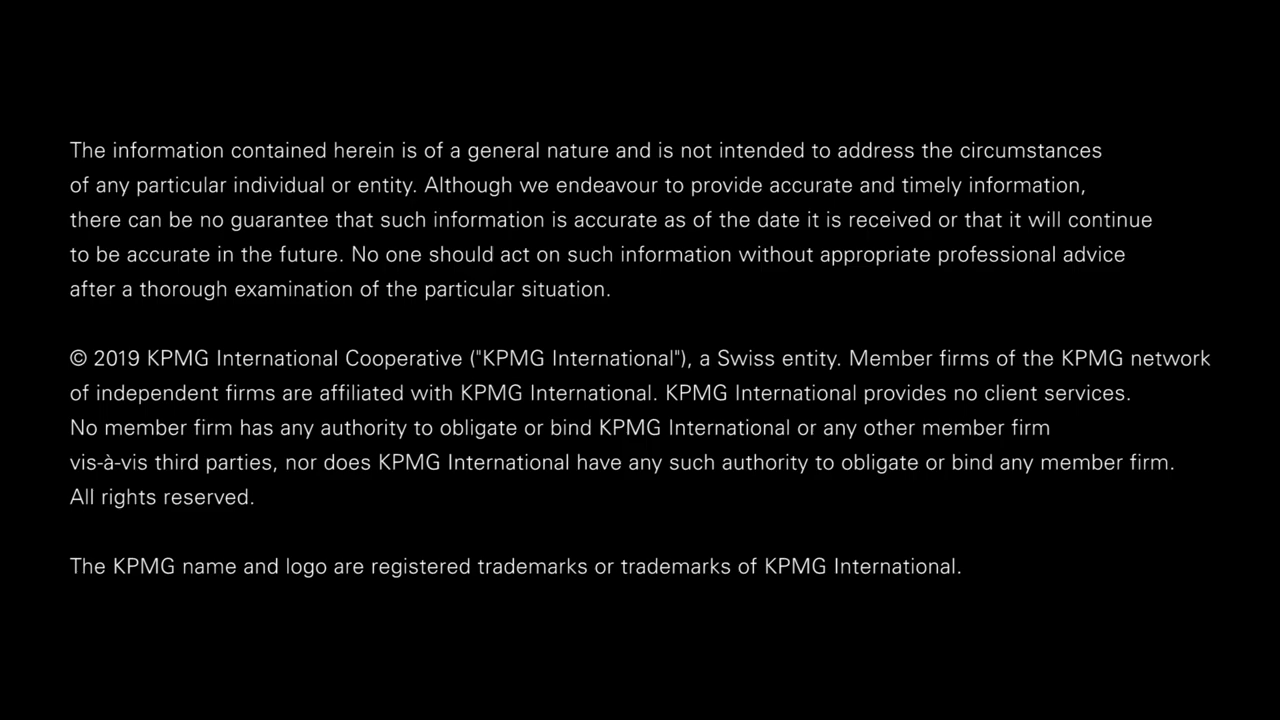 The information contained herein is of a general nature and is not intended to address the circumstances
of any particular individual or entity. Although we endeavour to provide accurate and timely information,
there can be no guarantee that such information is accurate as of the date it is received or that it will continue
to be accurate in the future. No one should act on such information without appropriate professional advice
after a thorough examination of the particular situation.
© 2019 KPMG International Cooperative ("KPMG International"), a Swiss entity. Member firms of the KPMG network
of independent firms are affiliated with KPMG International. KPMG International provides no client services.
No member firm has any authority to obligate or bind KPMG International or any other member firm
vis-à-vis third parties, nor does KPMG International have any such authority to obligate or bind any member firm.
All rights reserved.
The KPMG name and logo are registered trademarks or trademarks of KPMG International.